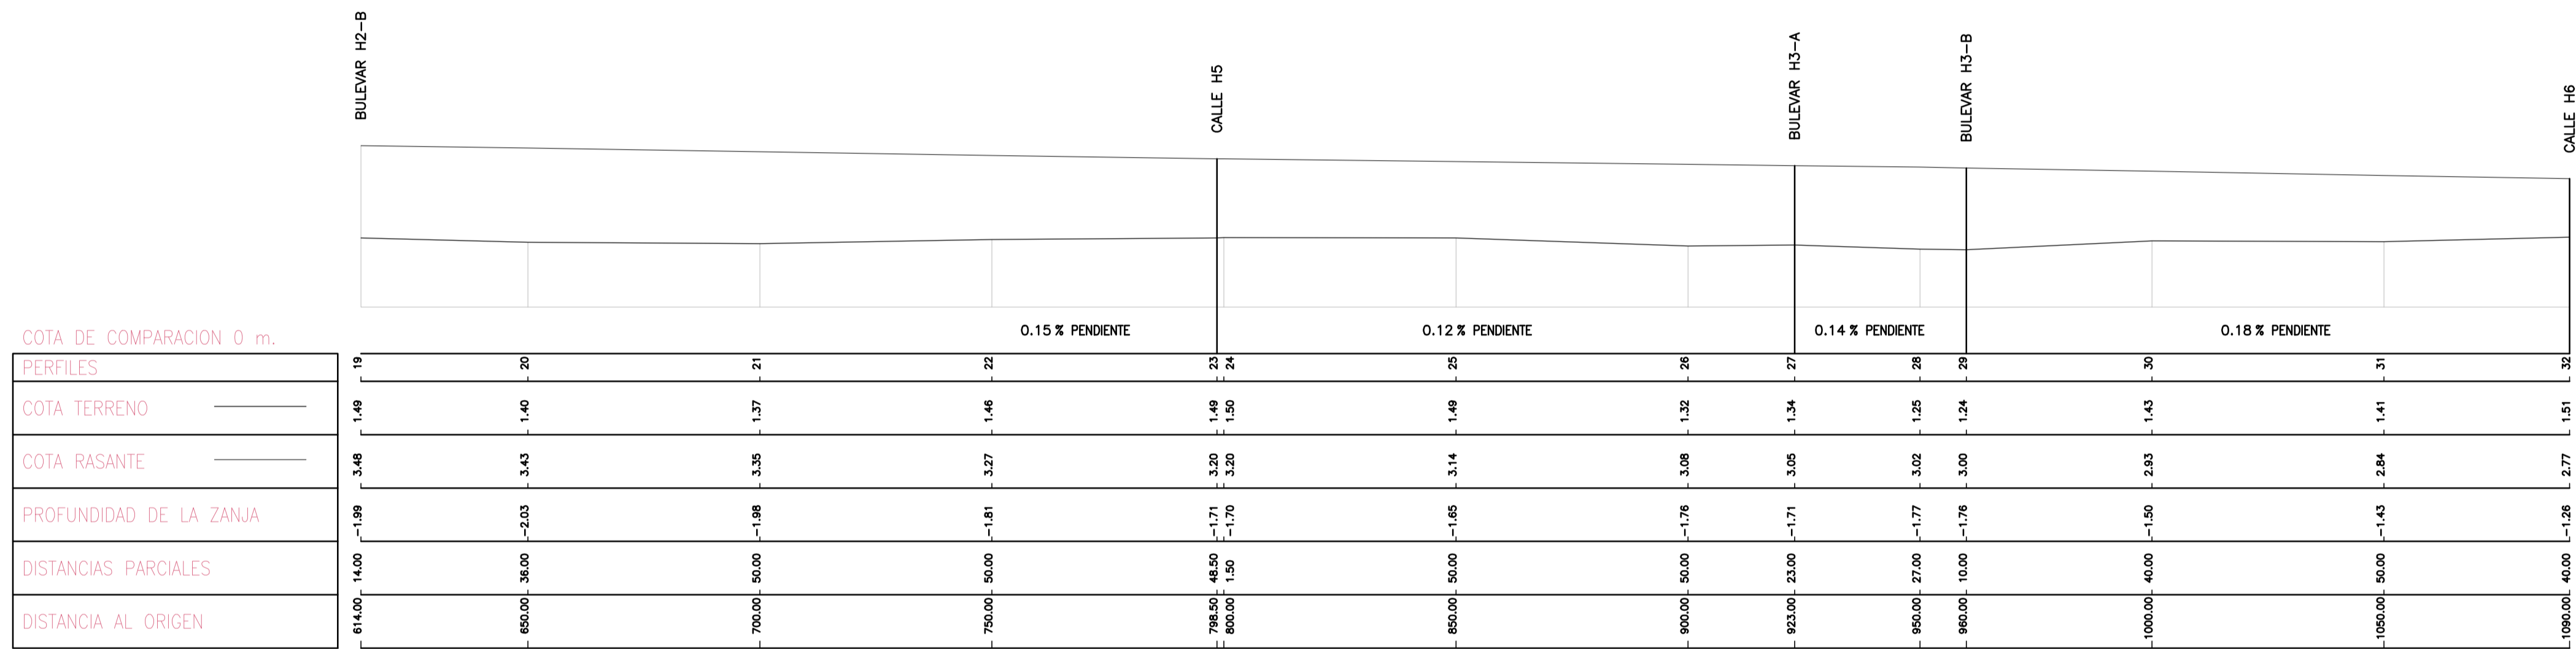 BULEVAR H2-B
CALLE H5
BULEVAR H3-A
BULEVAR H3-B
CALLE H6
0.15 % PENDIENTE
0.12 % PENDIENTE
0.14 % PENDIENTE
0.18 % PENDIENTE
COTA DE COMPARACION 0 m.
PERFILES 19 20 21 22 23 24 25 26 27 28 29 30 31 32
COTA TERRENO 1.49 1.40 1.37 1.46 1.49 1.50 1.49 1.32 1.34 1.25 1.24 1.43 1.41 1.51
COTA RASANTE 3.48 3.43 3.35 3.27 3.20 3.20 3.14 3.08 3.05 3.02 3.00 2.93 2.84 2.77
PROFUNDIDAD DE LA ZANJA -1.99 -2.03 -1.98 -1.81 -1.71 -1.70 -1.65 -1.76 -1.71 -1.77 -1.76 -1.50 -1.43 -1.26
DISTANCIAS PARCIALES 14.00 36.00 50.00 50.00 48.50 1.50 50.00 50.00 23.00 27.00 10.00 40.00 50.00 40.00
DISTANCIA AL ORIGEN 614.00 650.00 700.00 750.00 798.50 800.00 850.00 900.00 923.00 950.00 960.00 1000.00 1050.00 1090.00